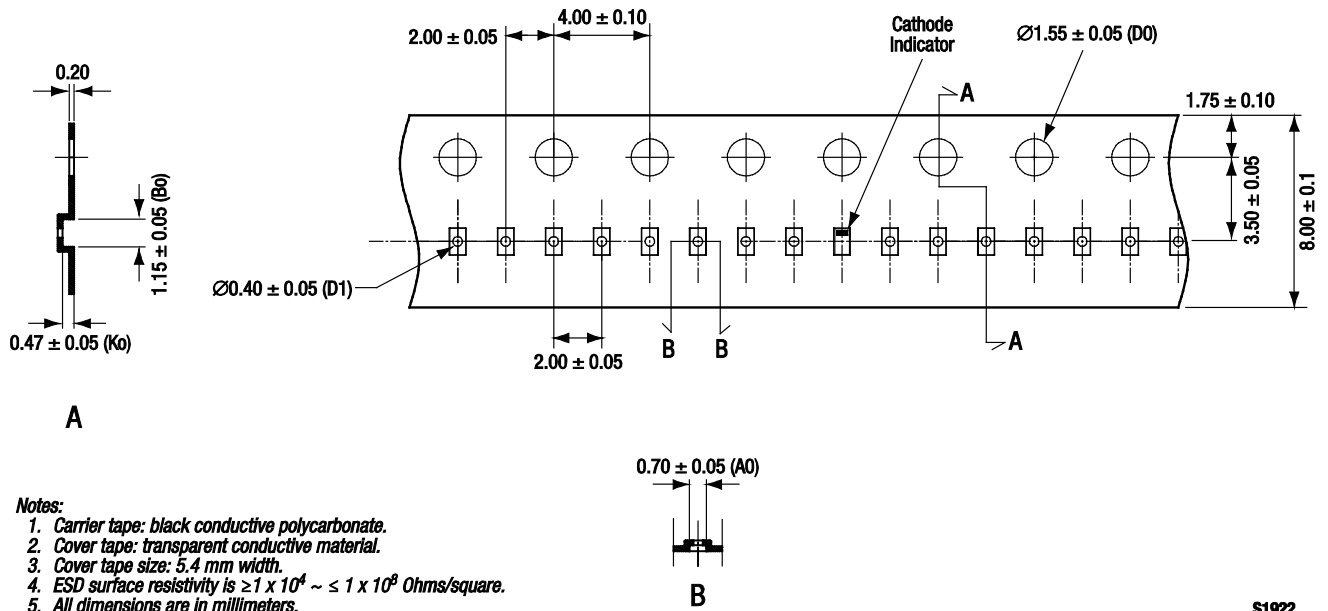 4.00 ± 0.10
2.00 ± 0.05
Cathode
Indicator
Ø1.55 ± 0.05 (D0)
0.20
A
1.75 ± 0.10
1.15 ± 0.05 (Bo)
3.50 ± 0.05
8.00 ± 0.1
Ø0.40 ± 0.05 (D1)
0.47 ± 0.05 (Ko)
B
B
A
2.00 ± 0.05
A
0.70 ± 0.05 (A0)
B
Notes:
1. Carrier tape: black conductive polycarbonate.
2. Cover tape: transparent conductive material.
3. Cover tape size: 5.4 mm width.
4. ESD surface resistivity is ≥1 x 10⁴ ~ ≤ 1 x 10⁸ Ohms/square.
5. All dimensions are in millimeters.
S1922